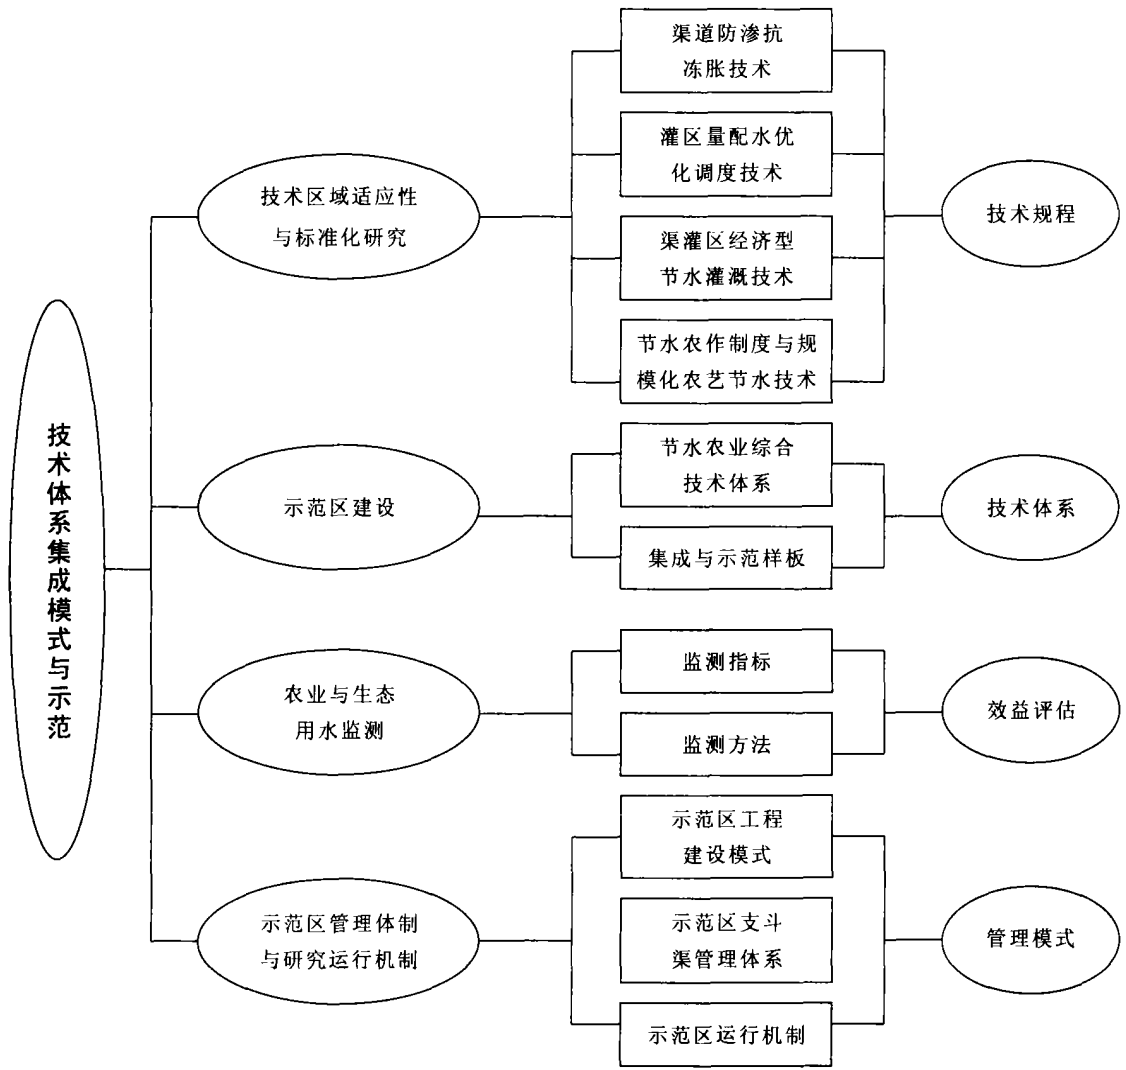 技术体系集成模式与示范
技术区域适应性
与标准化研究
渠道防渗抗
冻胀技术
灌区量配水优
化调度技术
渠灌区经济型
节水灌溉技术
节水农作制度与规
模化农艺节水技术
技术规程
示范区建设
节水农业综合
技术体系
集成与示范样板
技术体系
农业与生态
用水监测
监测指标
监测方法
效益评估
示范区管理体制
与研究运行机制
示范区工程
建设模式
示范区支斗
渠管理体系
示范区运行机制
管理模式